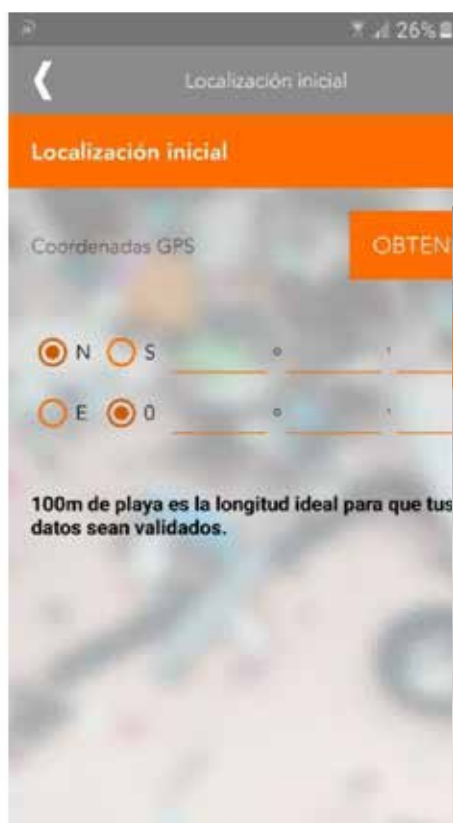 26%
Localización inicial
Localización inicial
Coordenadas GPS
OBTEN
N S ° '
E 0 ° '
100m de playa es la longitud ideal para que tus
datos sean validados.